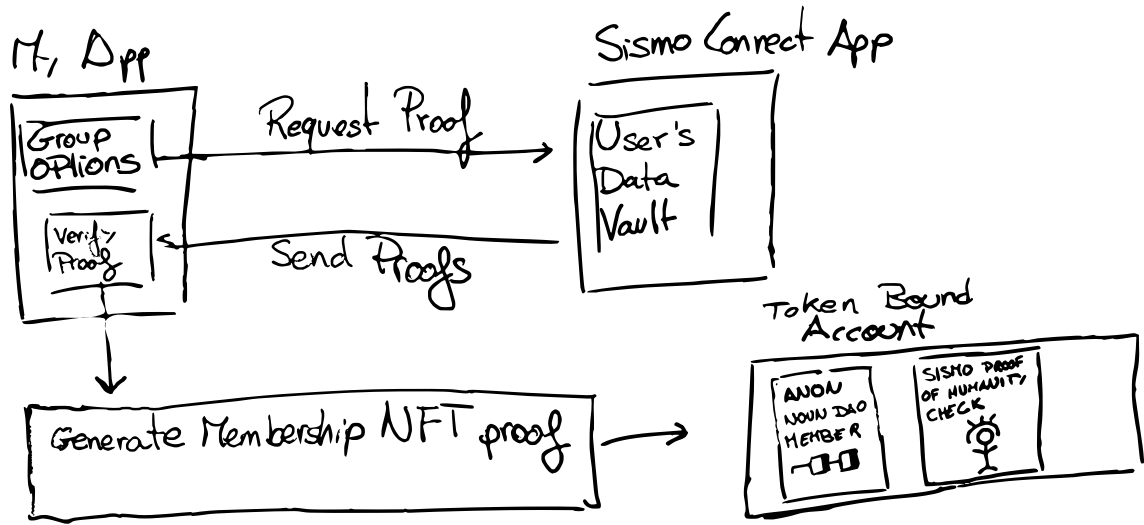 My App
Sismo Connect App
Group
OPtIONS
Request Proof
User's
Data
Vault
Verify
Proof
Send Proofs
Token Bound
Account
Generate Membership NFT proof
ANON
NOUN DAO
MEMBER
SISMO PROOF
OF HUMANITY
CHECK